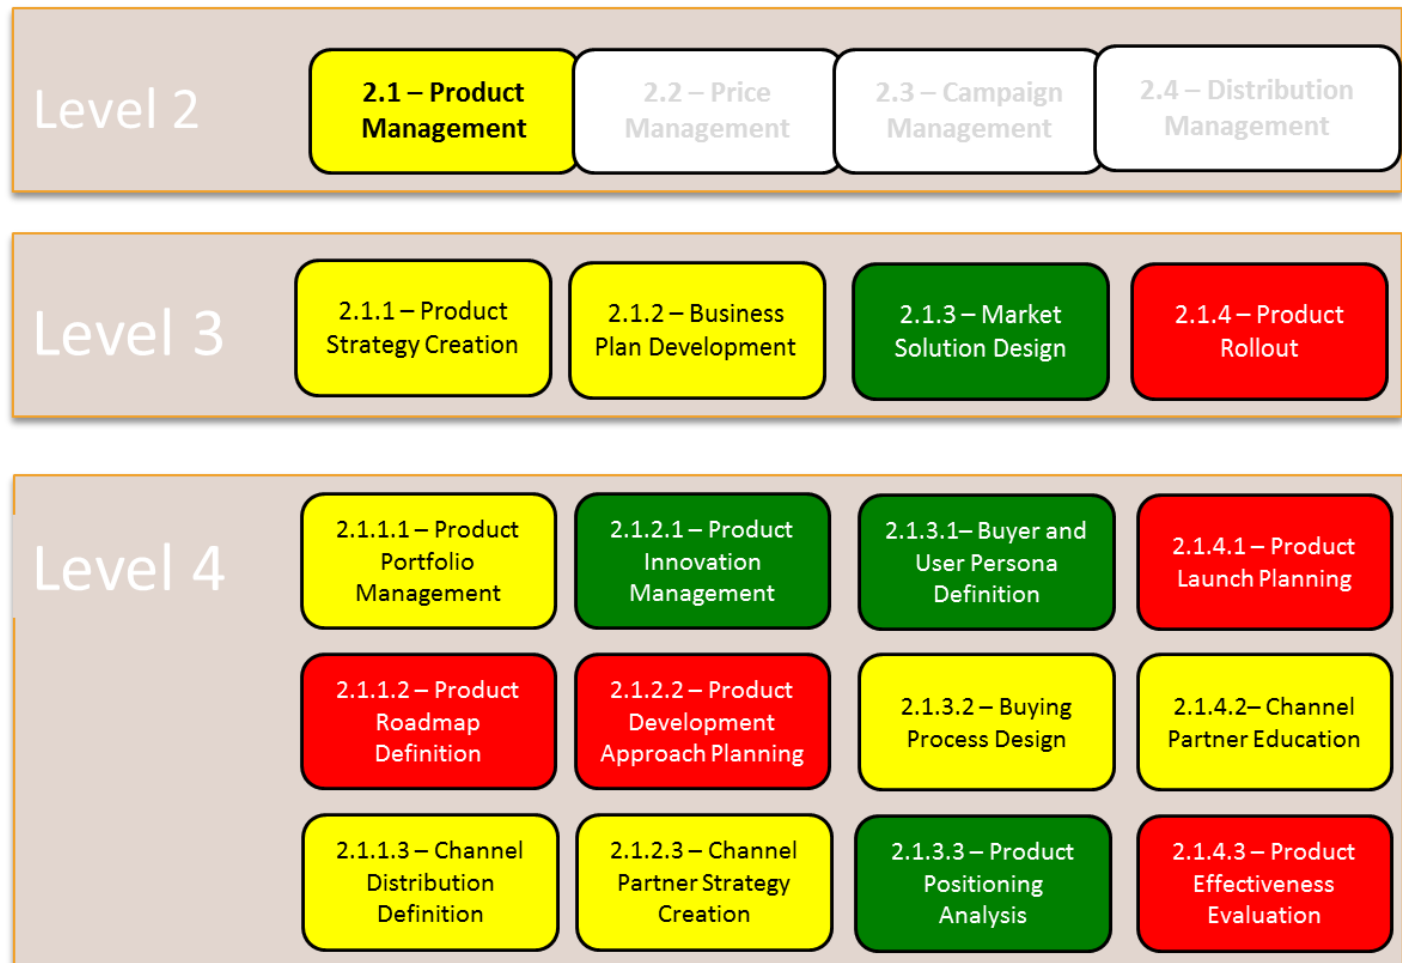 Level 2
2.1 – Product
Management
2.2 – Price
Management
2.3 – Campaign
Management
2.4 – Distribution
Management
Level 3
2.1.1 – Product
Strategy Creation
2.1.2 – Business
Plan Development
2.1.3 – Market
Solution Design
2.1.4 – Product
Rollout
Level 4
2.1.1.1 – Product
Portfolio
Management
2.1.2.1 – Product
Innovation
Management
2.1.3.1– Buyer and
User Persona
Definition
2.1.4.1 – Product
Launch Planning
2.1.1.2 – Product
Roadmap
Definition
2.1.2.2 – Product
Development
Approach Planning
2.1.3.2 – Buying
Process Design
2.1.4.2– Channel
Partner Education
2.1.1.3 – Channel
Distribution
Definition
2.1.2.3 – Channel
Partner Strategy
Creation
2.1.3.3 – Product
Positioning
Analysis
2.1.4.3 – Product
Effectiveness
Evaluation